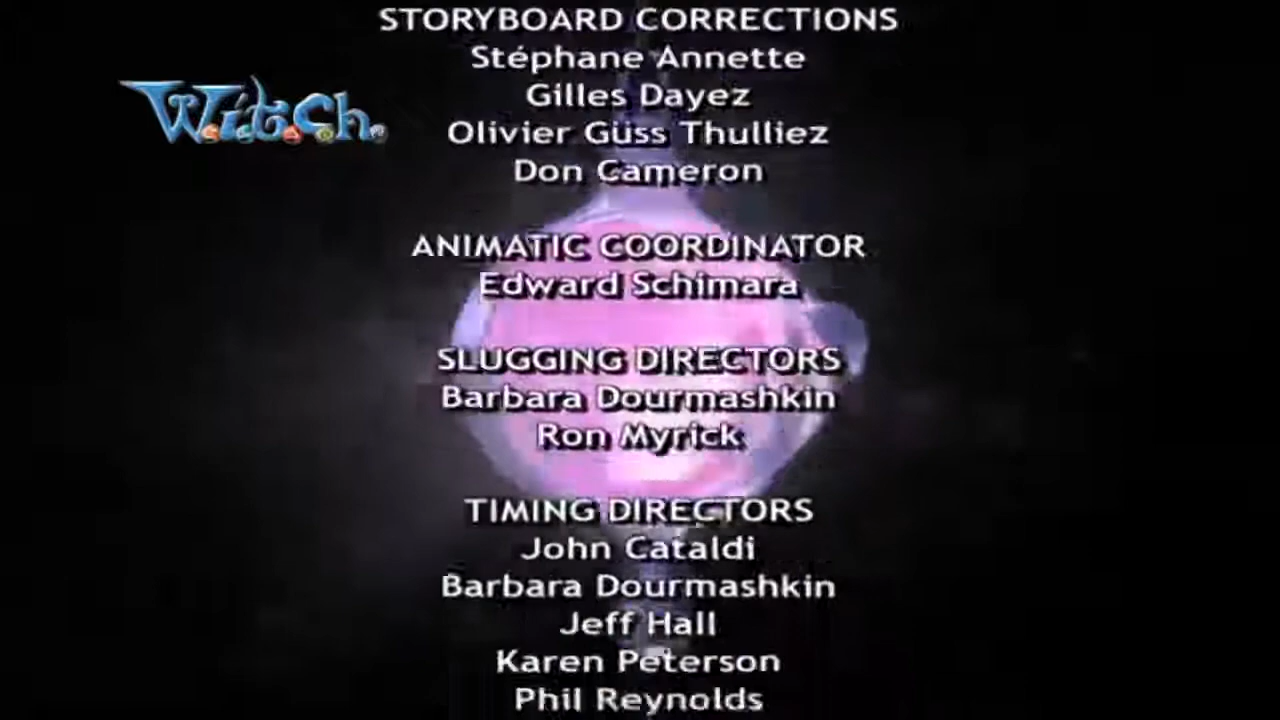 STORYBOARD CORRECTIONS
Stéphane Annette
Gilles Dayez
W.i.t.c.h.
Olivier Güss Thulliez
Don Cameron
ANIMATIC COORDINATOR
Edward Schimara
SLUGGING DIRECTORS
Barbara Dourmashkin
Ron Myrick
TIMING DIRECTORS
John Cataldi
Barbara Dourmashkin
Jeff Hall
Karen Peterson
Phil Reynolds